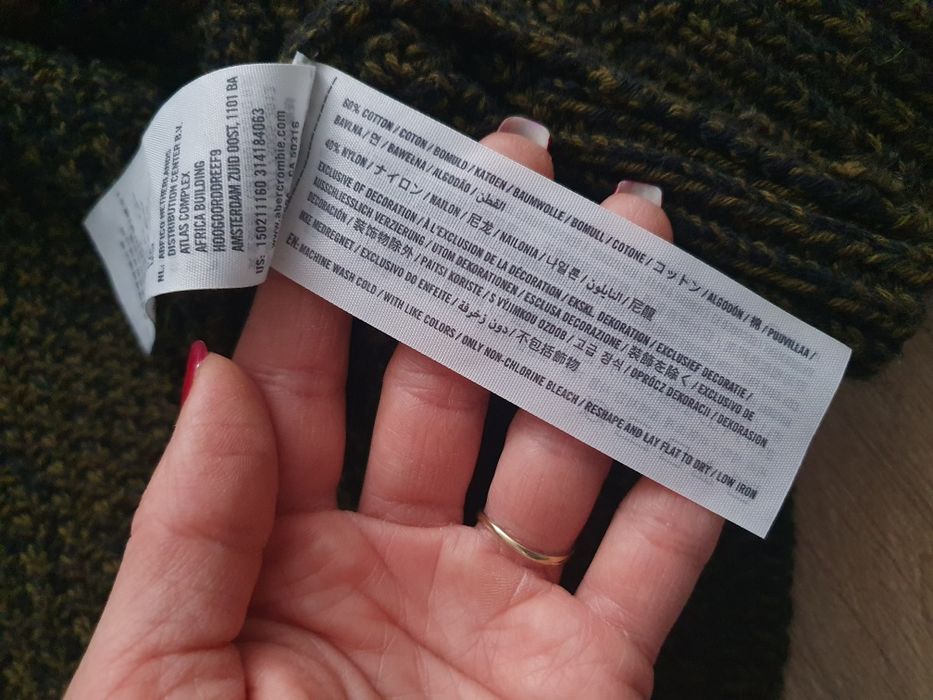 NL: ABFICO NETHERLANDS
DISTRIBUTION CENTER B.V.
ATLAS COMPLEX
AFRICA BUILDING
HOOGOORDDREEF9
AMSTERDAM ZUID OOST, 1101 BA
US: 150211160 314184063
www.abercrombie.com
60% COTTON / COTON / BOMULD / KATOEN / BAUMWOLLE / BOMULL / COTONE / コットン / ALGODÓN / 棉 / PUUVILLAA /
BAVLNA / 면 / BAWEŁNA / ALGODÃO / القطن
40% NYLON / ナイロン / NAILON / 尼龙 / NAILONIA / 나일론 / النايلون / 尼龍
EXCLUSIVE OF DECORATION / À L'EXCLUSION DE LA DÉCORATION / EKSKL. DEKORATION / EXCLUSIEF DECORATIE /
AUSSCHLIESSLICH VERZIERUNG / UTOM DEKORATIONEN / ESCLUSA DECORAZIONE / 装飾を除く / EXCLUSIVO DE
DECORACIÓN / 装饰物除外 / PAITSI KORISTE / S VÝJIMKOU OZDOB / 고급 정식 / OPRÓCZ DEKORACJI / DEKORASJON
IKKE MEDREGNET / EXCLUSIVO DO ENFEITE / دون زخرفة / 不包括飾物
EN: MACHINE WASH COLD / WITH LIKE COLORS / ONLY NON-CHLORINE BLEACH / RESHAPE AND LAY FLAT TO DRY / LOW IRON